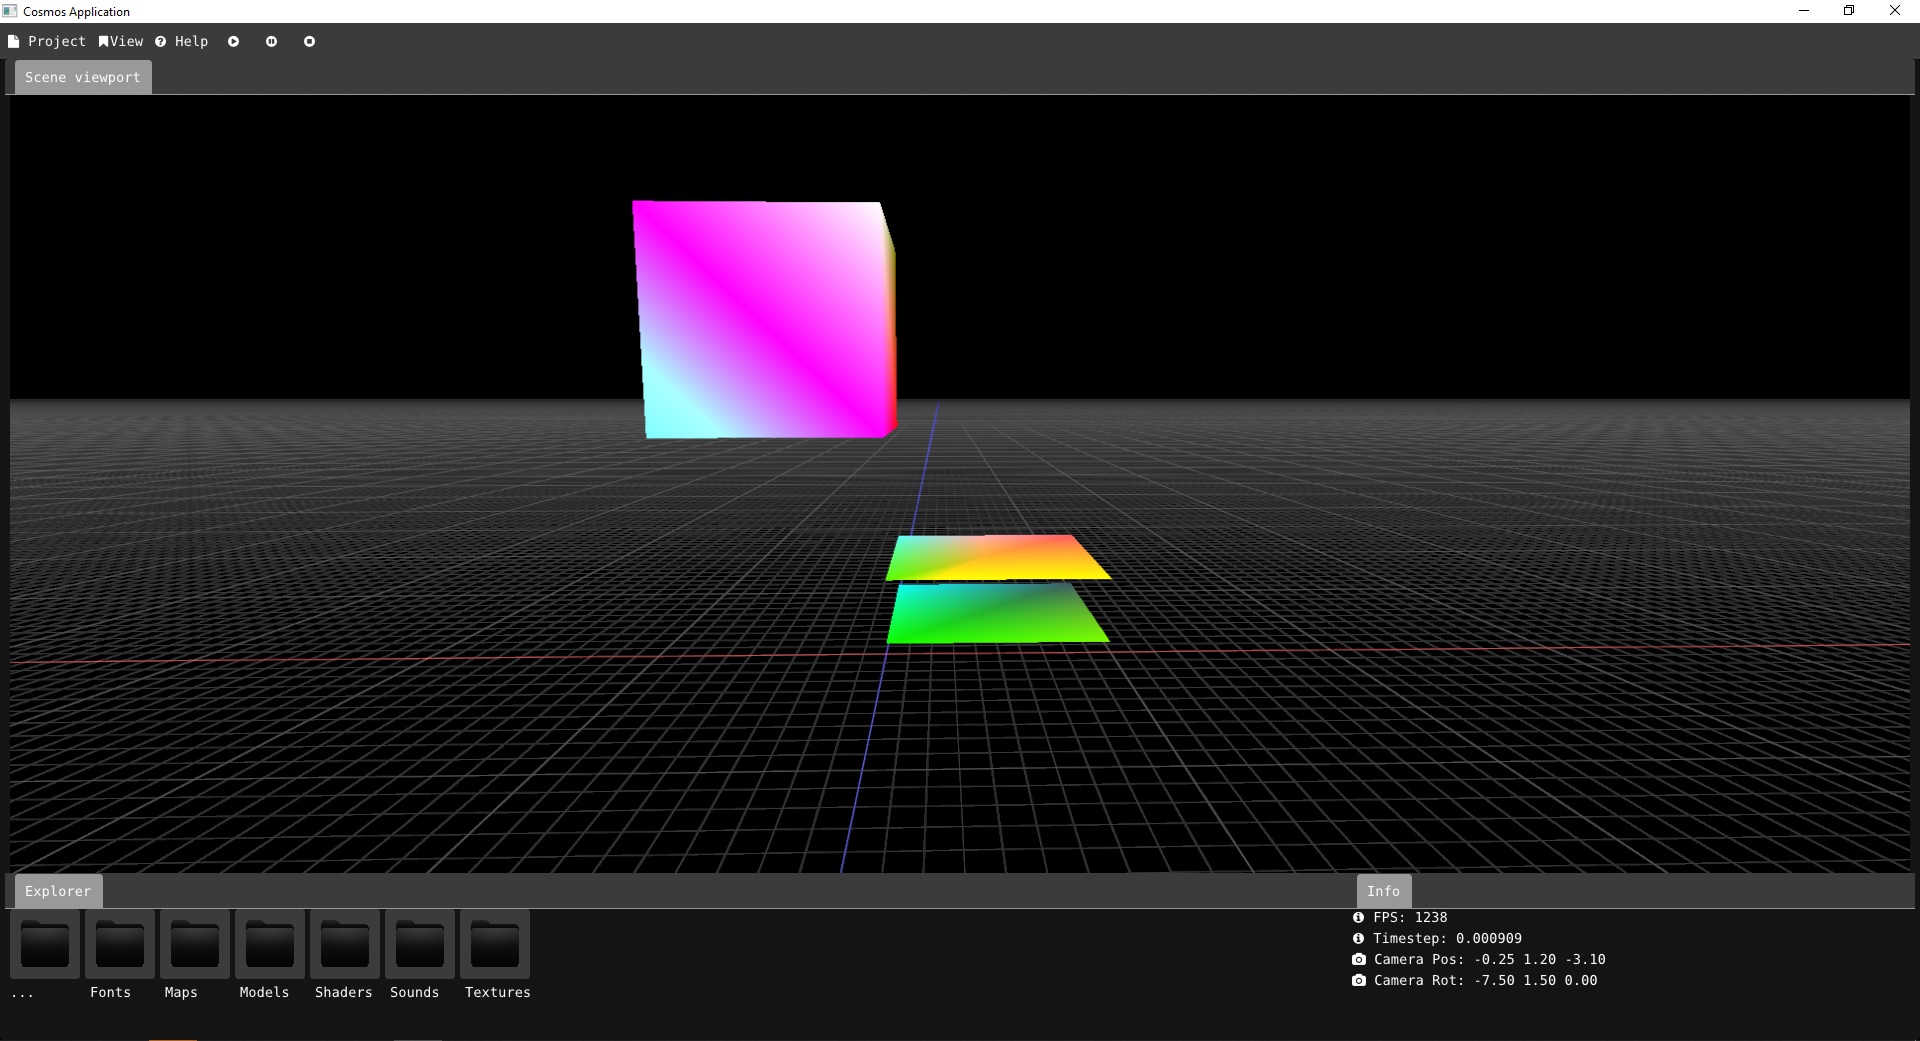 Cosmos Application
Project View Help
Scene viewport
Explorer
Info
... Fonts Maps Models Shaders Sounds Textures
FPS: 1238
Timestep: 0.000909
Camera Pos: -0.25 1.20 -3.10
Camera Rot: -7.50 1.50 0.00